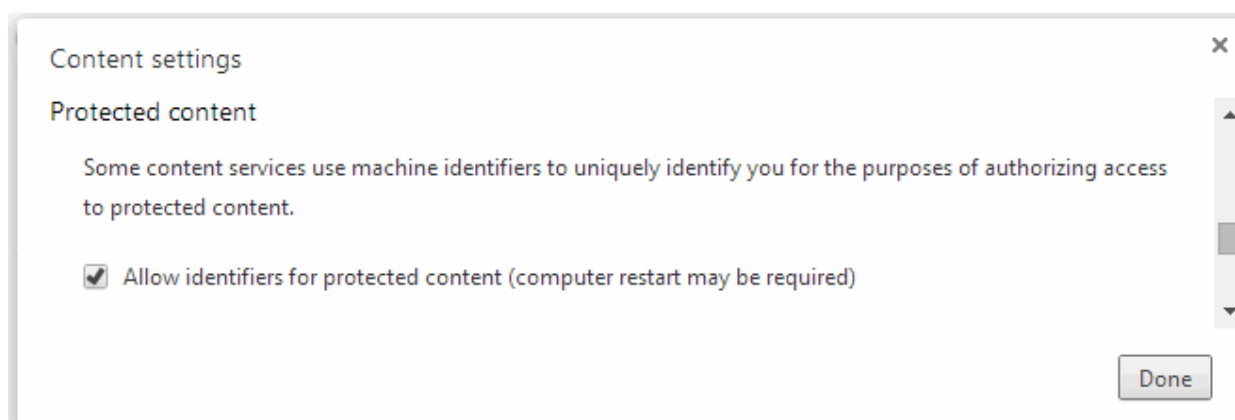 Content settings
Protected content
Some content services use machine identifiers to uniquely identify you for the purposes of authorizing access
to protected content.
Allow identifiers for protected content (computer restart may be required)
Done